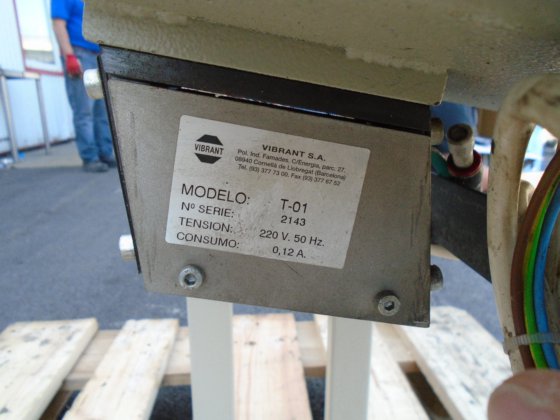 VIBRANT
VIBRANT S.A.
Pol. Ind. Famades, C/Energia, parc. 27
08940 Cornellá de Llobregat (Barcelona)
Tel. (93) 377 73 00. Fax (93) 377 67 52
MODELO: T-01
Nº SERIE: 2143
TENSION: 220 V. 50 Hz.
CONSUMO: 0,12 A.